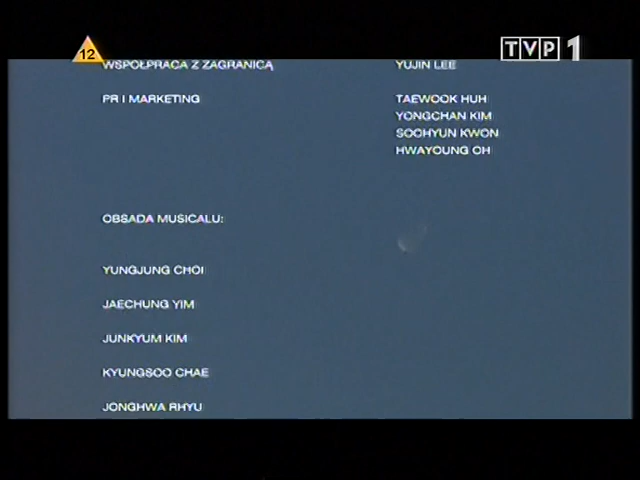 12
TVP 1
WSPÓŁPRACA Z ZAGRANICĄ YUJIN LEE
PR I MARKETING TAEWOOK HUH
YONGCHAN KIM
SOOHYUN KWON
HWAYOUNG OH
OBSADA MUSICALU:
YUNGJUNG CHOI
JAECHUNG YIM
JUNKYUM KIM
KYUNGSOO CHAE
JONGHWA RHYU